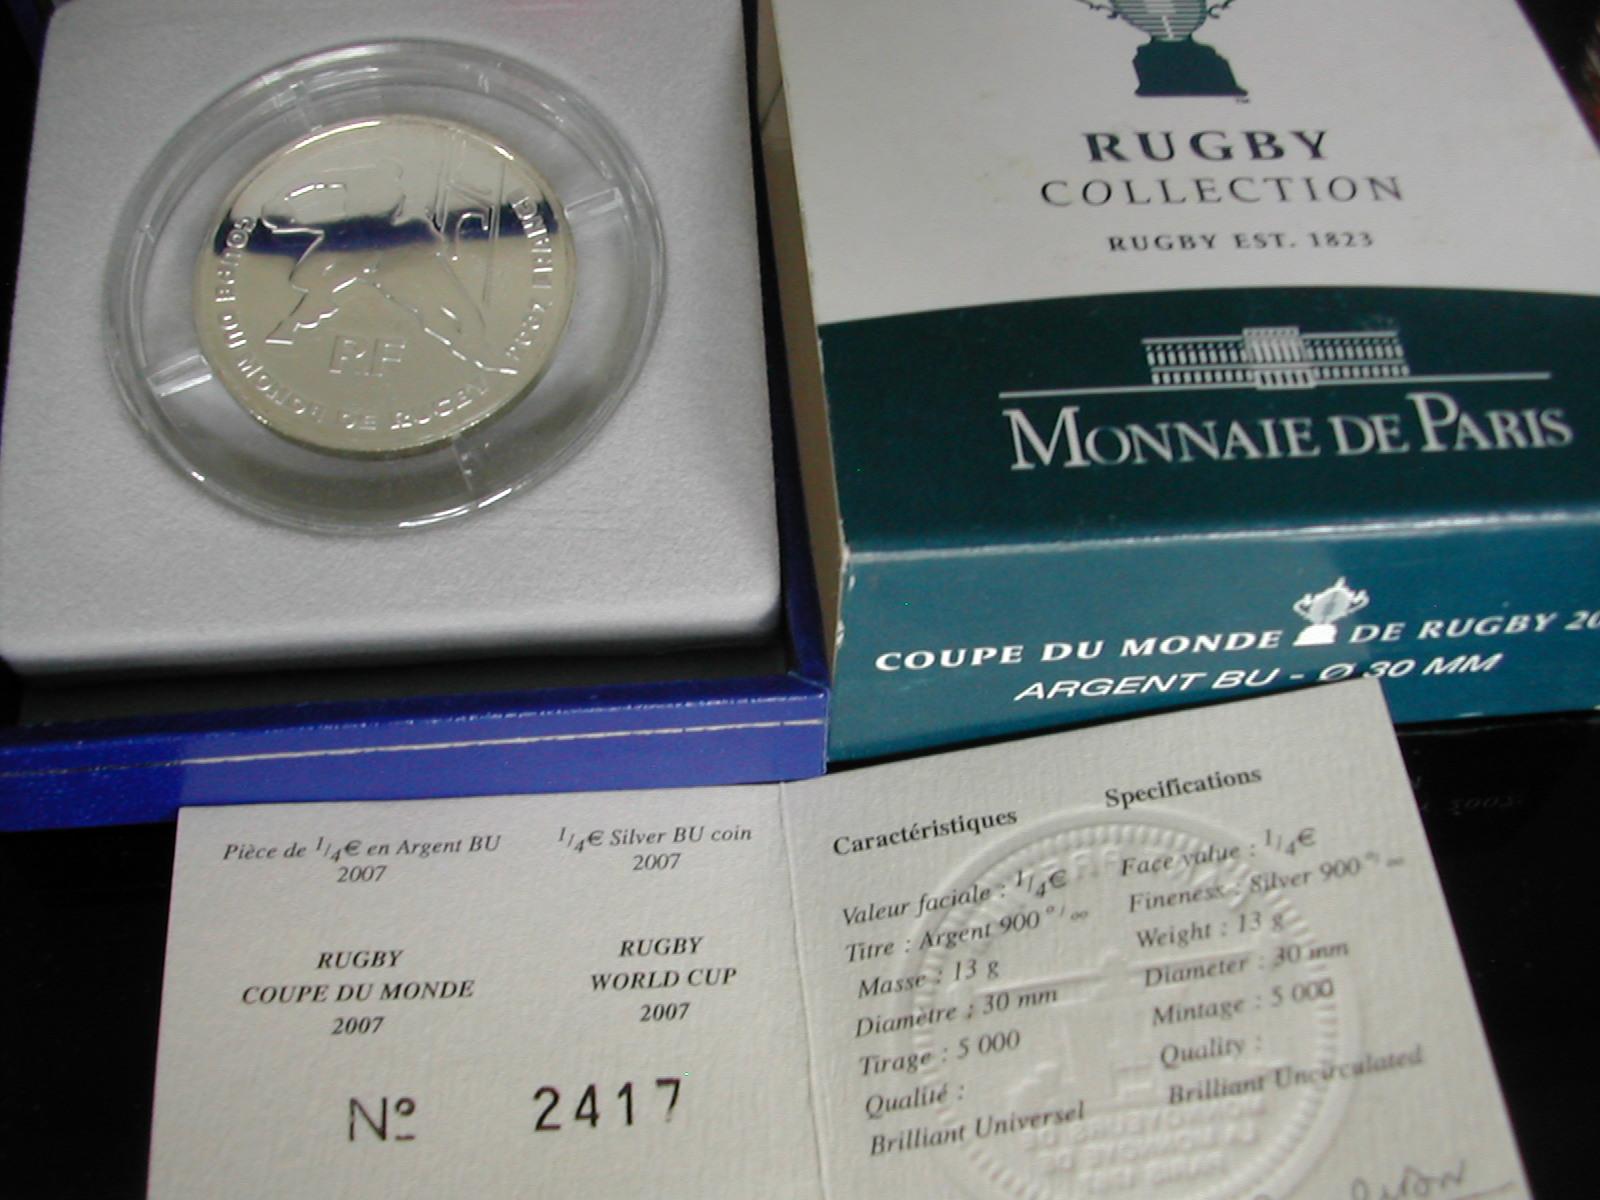 COUPE DU MONDE DE RUGBY
2007
RF
RUGBY
COLLECTION
RUGBY EST. 1823
MONNAIE DE PARIS
COUPE DU MONDE DE RUGBY 20
ARGENT BU - Ø 30 MM
Pièce de 1/4€ en Argent BU
2007
RUGBY
COUPE DU MONDE
2007
1/4€ Silver BU coin
2007
RUGBY
WORLD CUP
2007
Nº 2417
Caractéristiques
Valeur faciale : 1/4€
Titre : Argent 900 °/°°
Masse : 13 g
Diamètre : 30 mm
Tirage : 5 000
Qualité :
Brilliant Universel
Specifications
Face value : 1/4€
Fineness : Silver 900 °/°°
Weight : 13 g
Diameter : 30 mm
Mintage : 5 000
Quality :
Brilliant Uncirculated